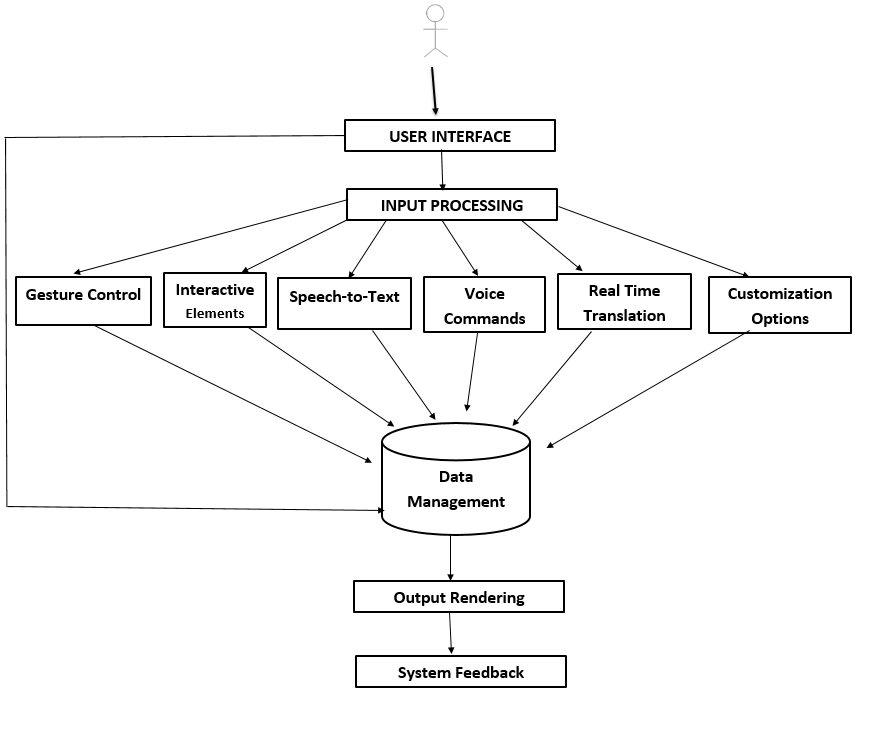 USER INTERFACE
INPUT PROCESSING
Gesture Control
Interactive
Elements
Speech-to-Text
Voice
Commands
Real Time
Translation
Customization
Options
Data
Management
Output Rendering
System Feedback